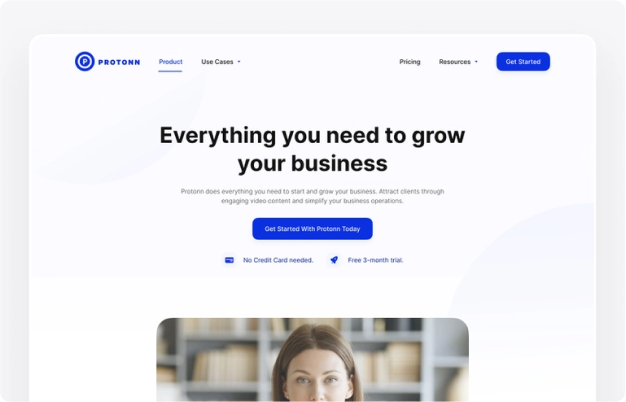 PROTONN
Product
Use Cases
Pricing
Resources
Get Started
Everything you need to grow
your business
Protonn does everything you need to start and grow your business. Attract clients through
engaging video content and simplify your business operations.
Get Started With Protonn Today
No Credit Card needed.
Free 3-month trial.